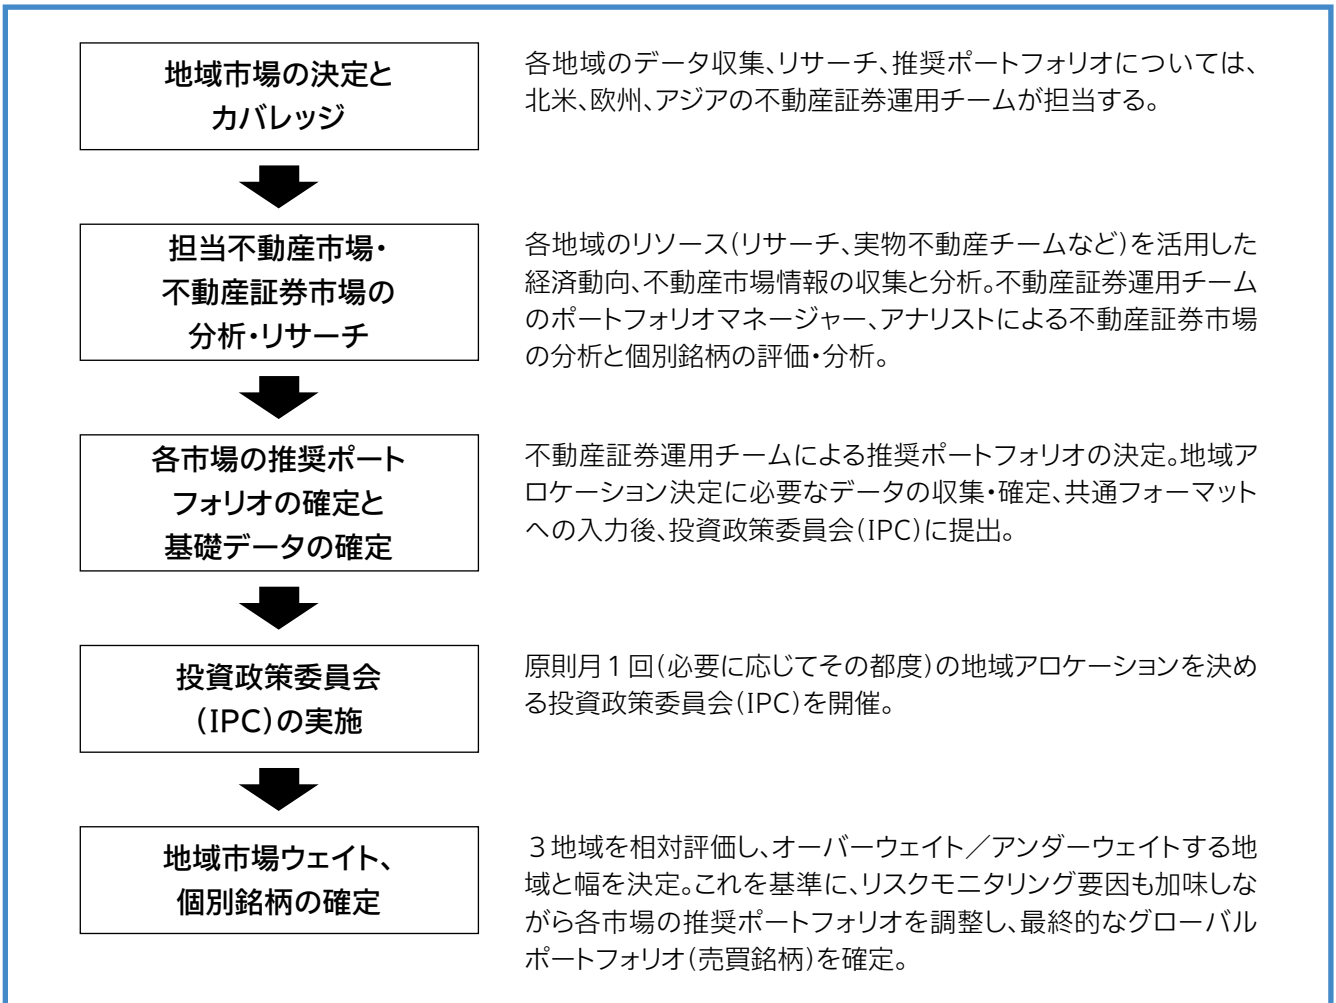 地域市場の決定と
カバレッジ
各地域のデータ収集、リサーチ、推奨ポートフォリオについては、
北米、欧州、アジアの不動産証券運用チームが担当する。
担当不動産市場・
不動産証券市場の
分析・リサーチ
各地域のリソース(リサーチ、実物不動産チームなど)を活用した
経済動向、不動産市場情報の収集と分析。不動産証券運用チーム
のポートフォリオマネージャー、アナリストによる不動産証券市場
の分析と個別銘柄の評価・分析。
各市場の推奨ポート
フォリオの確定と
基礎データの確定
不動産証券運用チームによる推奨ポートフォリオの決定。地域ア
ロケーション決定に必要なデータの収集・確定、共通フォーマット
への入力後、投資政策委員会(IPC)に提出。
投資政策委員会
(IPC)の実施
原則月1回(必要に応じてその都度)の地域アロケーションを決め
る投資政策委員会(IPC)を開催。
地域市場ウェイト、
個別銘柄の確定
3地域を相対評価し、オーバーウェイト/アンダーウェイトする地
域と幅を決定。これを基準に、リスクモニタリング要因も加味しな
がら各市場の推奨ポートフォリオを調整し、最終的なグローバル
ポートフォリオ(売買銘柄)を確定。